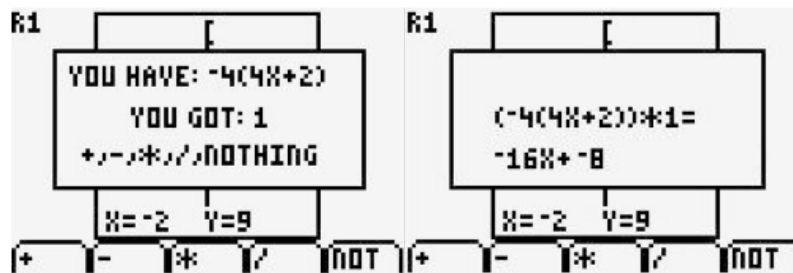 R1
[
YOU HAVE: ⁻4(4X+2)
YOU GOT: 1
+,-,*,/,NOTHING
X=⁻2 Y=9
+ - * / NOT
R1
[
(⁻4(4X+2))*1=
⁻16X+⁻8
X=⁻2 Y=9
+ - * / NOT